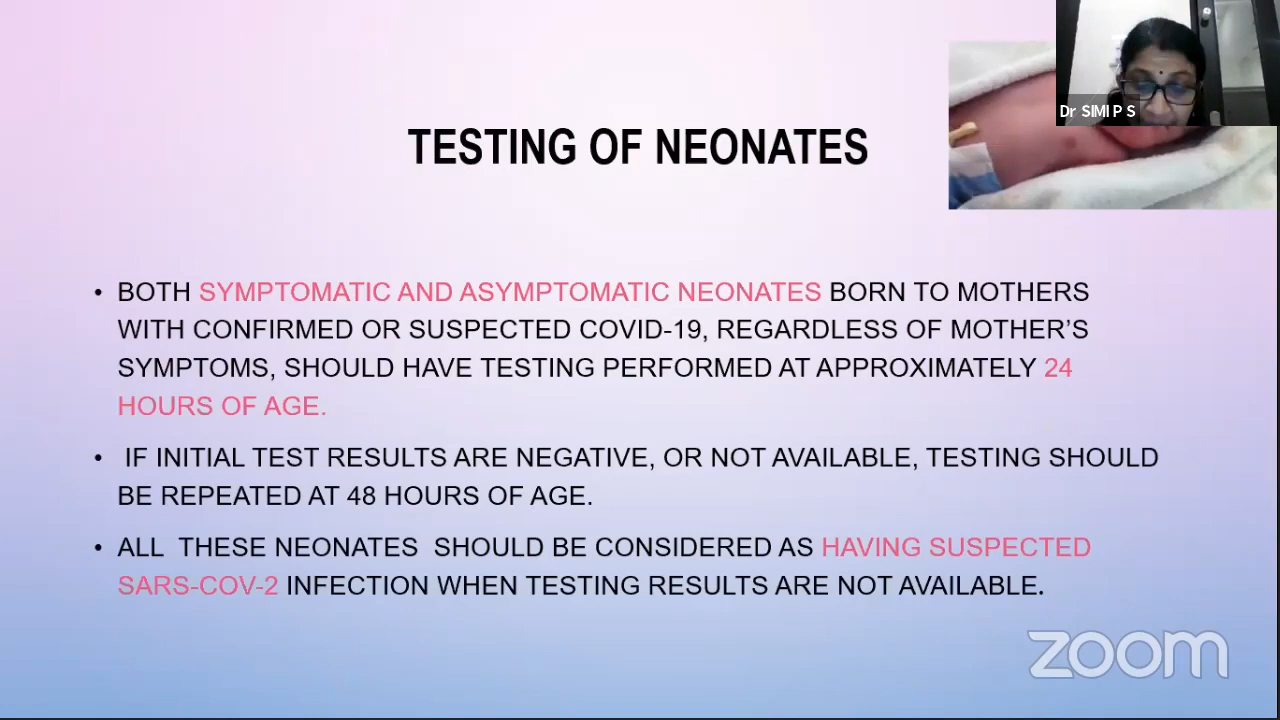 Dr SIMI P S
TESTING OF NEONATES
• BOTH SYMPTOMATIC AND ASYMPTOMATIC NEONATES BORN TO MOTHERS
WITH CONFIRMED OR SUSPECTED COVID-19, REGARDLESS OF MOTHER’S
SYMPTOMS, SHOULD HAVE TESTING PERFORMED AT APPROXIMATELY 24
HOURS OF AGE.
• IF INITIAL TEST RESULTS ARE NEGATIVE, OR NOT AVAILABLE, TESTING SHOULD
BE REPEATED AT 48 HOURS OF AGE.
• ALL THESE NEONATES SHOULD BE CONSIDERED AS HAVING SUSPECTED
SARS-COV-2 INFECTION WHEN TESTING RESULTS ARE NOT AVAILABLE.
zoom